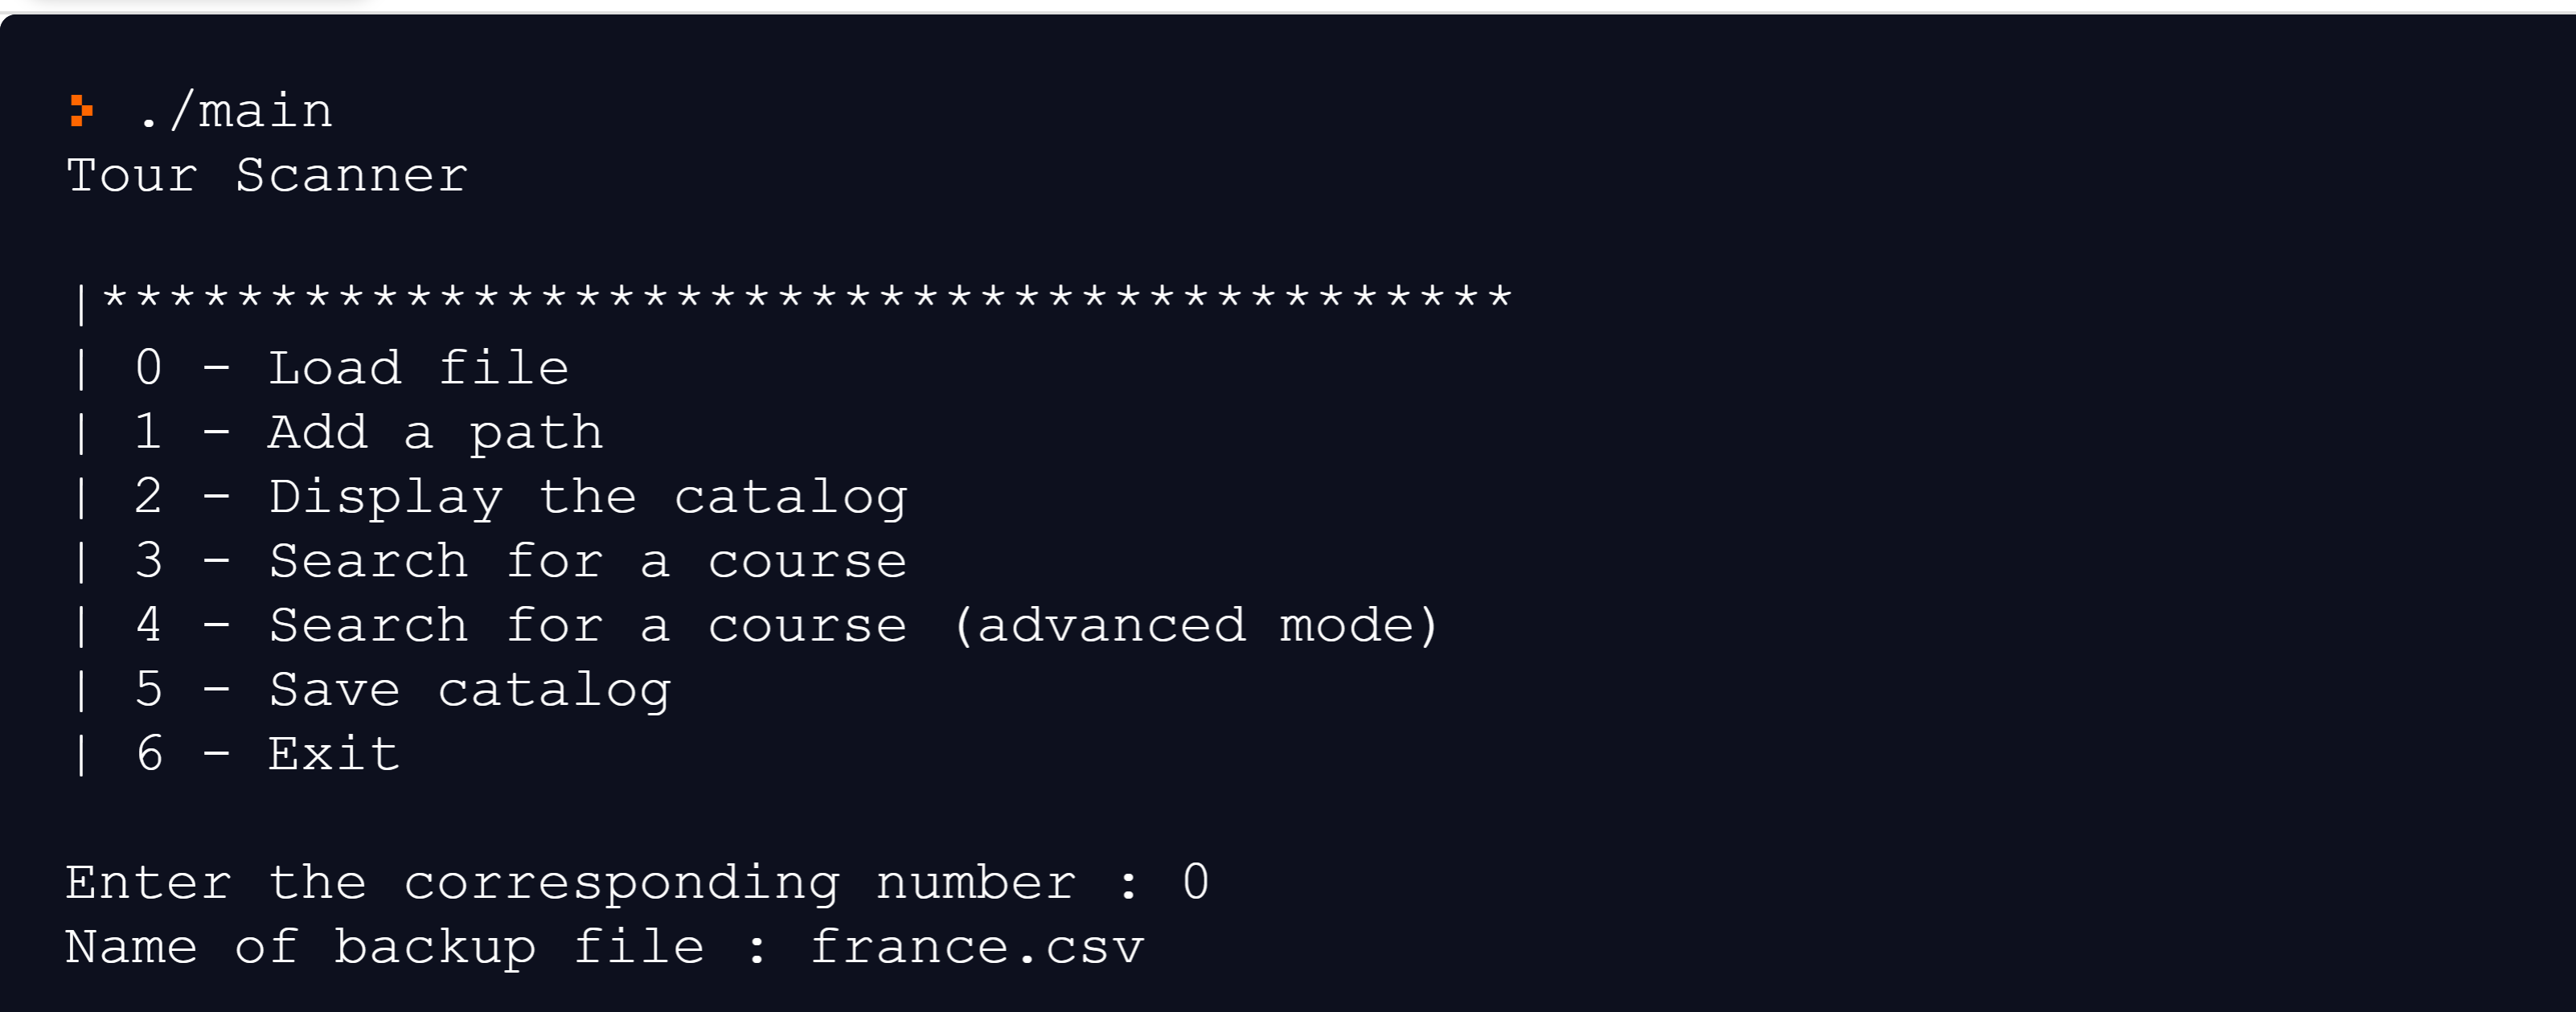 ./main
Tour Scanner
|******************************************
| 0 - Load file
| 1 - Add a path
| 2 - Display the catalog
| 3 - Search for a course
| 4 - Search for a course (advanced mode)
| 5 - Save catalog
| 6 - Exit
Enter the corresponding number : 0
Name of backup file : france.csv